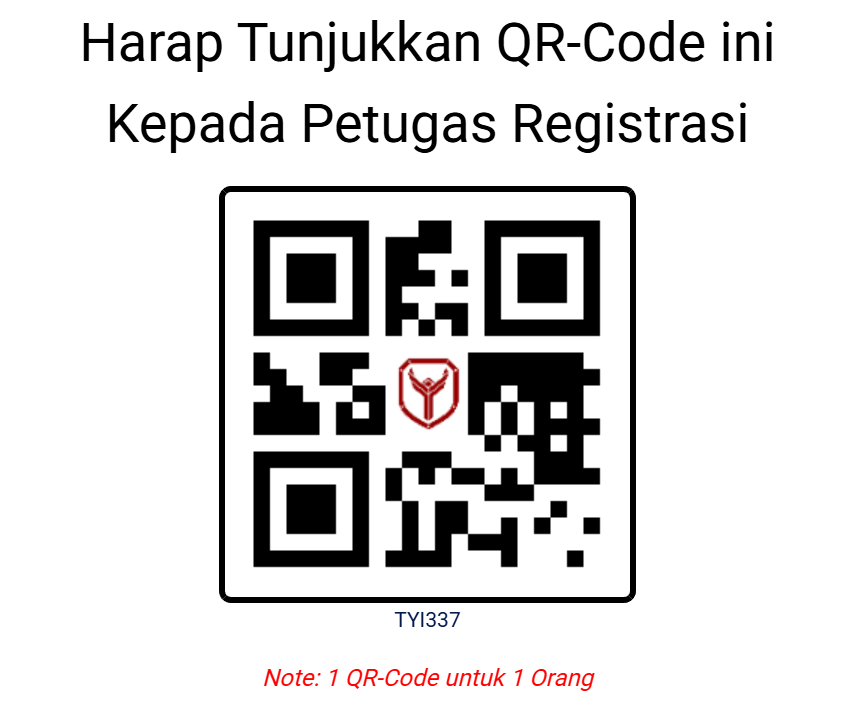 Harap Tunjukkan QR-Code ini
Kepada Petugas Registrasi
TYI337
Note: 1 QR-Code untuk 1 Orang